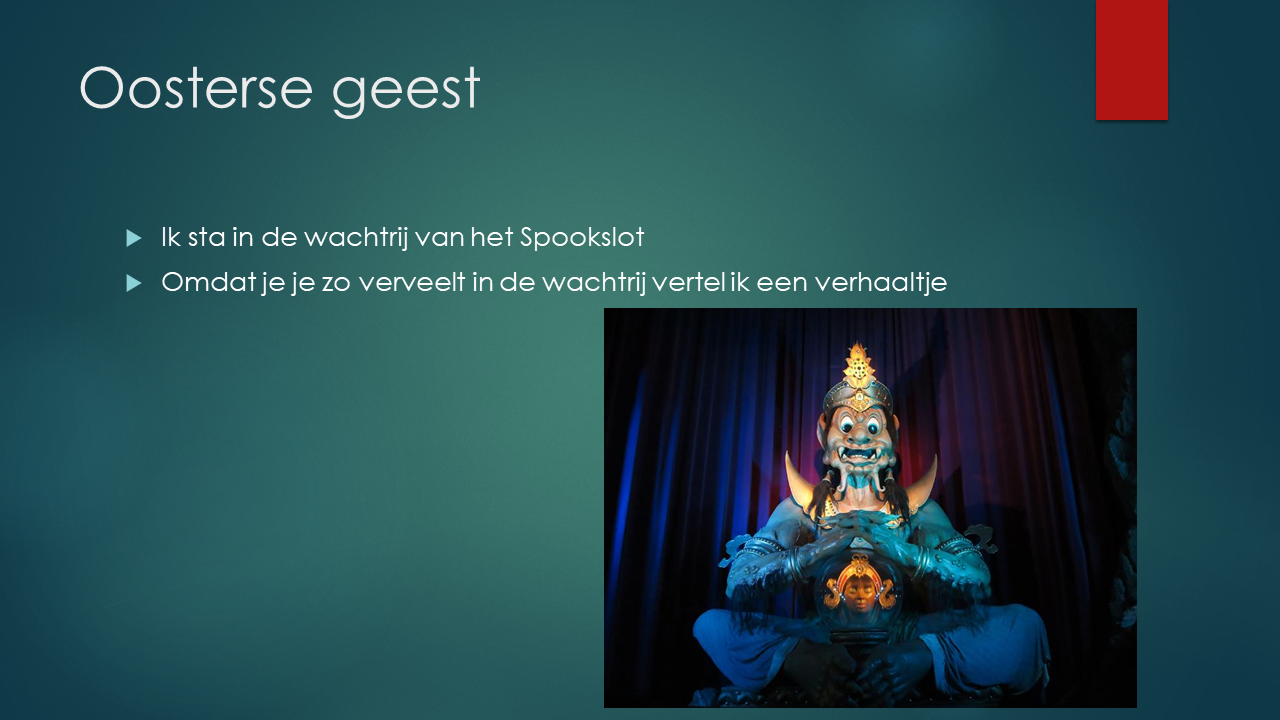 Oosterse geest
Ik sta in de wachtrij van het Spookslot
Omdat je je zo verveelt in de wachtrij vertel ik een verhaaltje